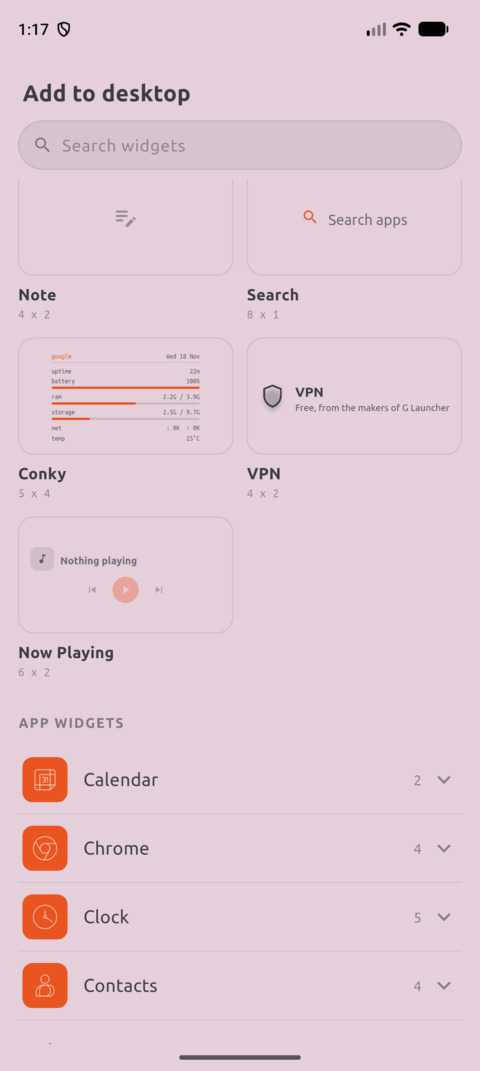 1:17
Add to desktop
Search widgets
Search apps
Note
Search
4 x 2
8 x 1
google Wed 18 Nov
uptime 22m
battery 100%
ram 2.2G / 3.9G
storage 2.5G / 9.7G
net ↓ 0K ↑ 0K
temp 25°C
VPN
Free, from the makers of G Launcher
Conky
VPN
5 x 4
4 x 2
Nothing playing
Now Playing
6 x 2
APP WIDGETS
31
Calendar 2
Chrome 4
Clock 5
Contacts 4